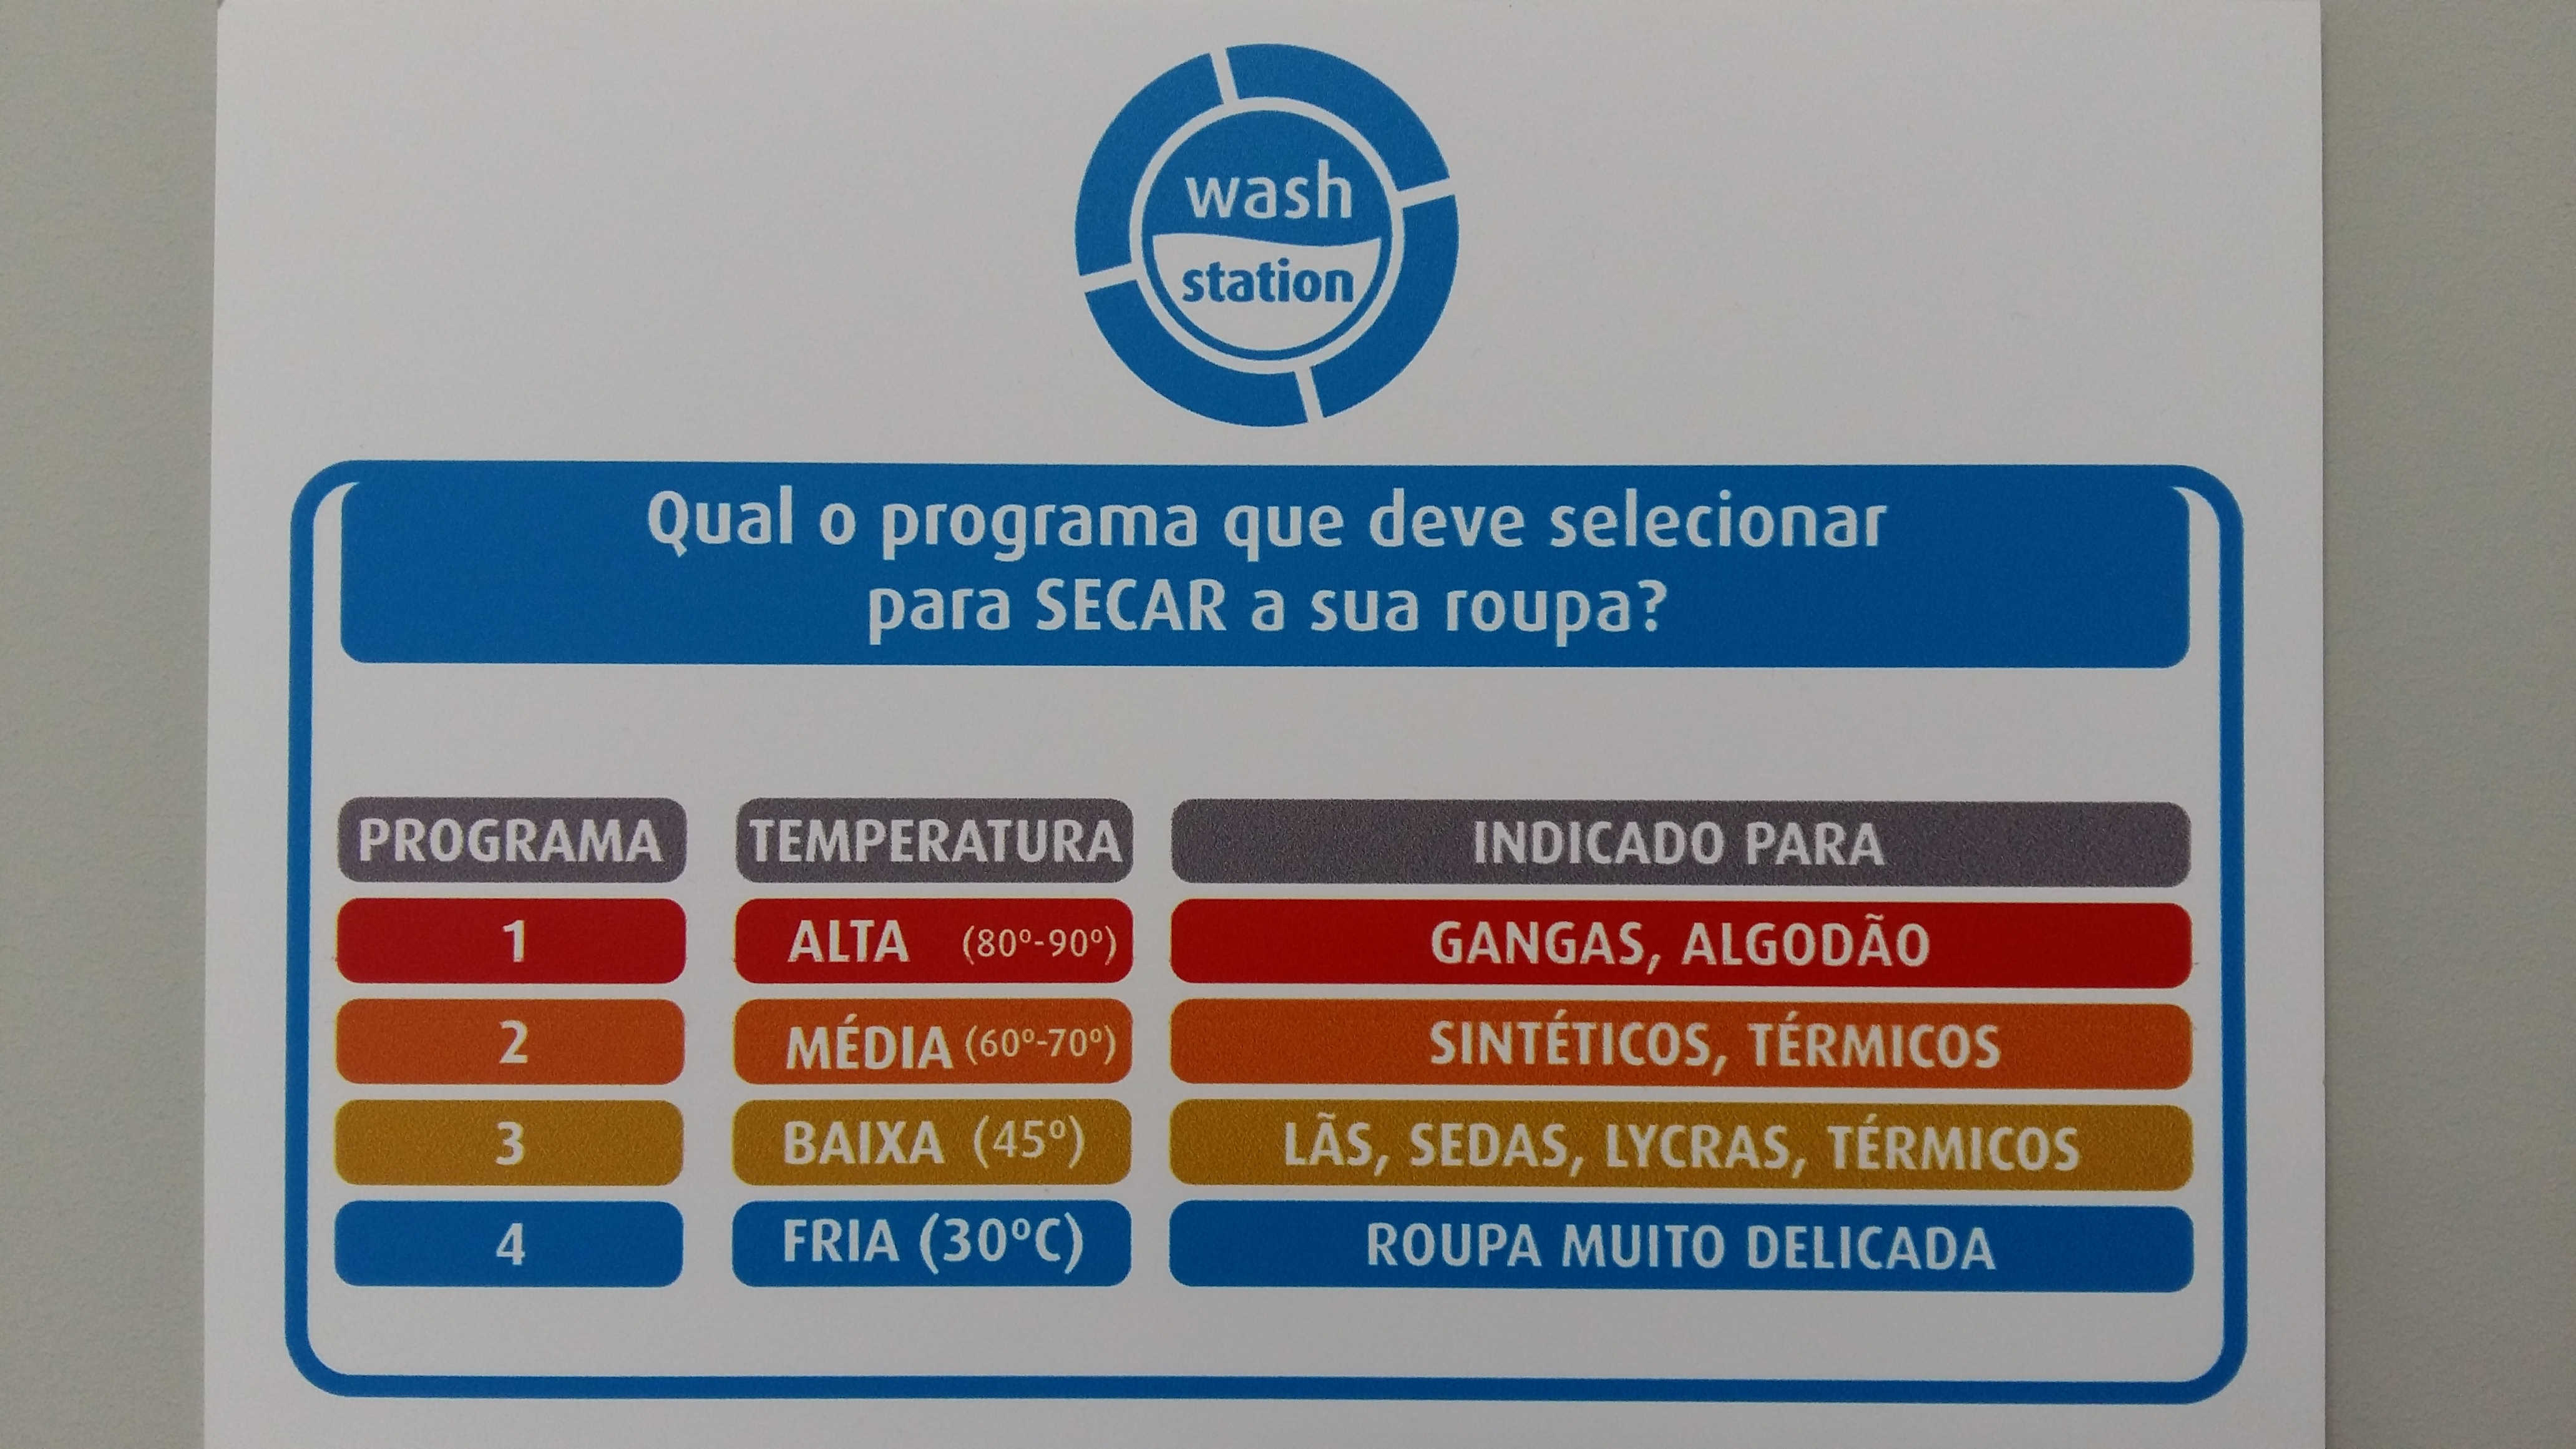 wash
station
Qual o programa que deve selecionar
para SECAR a sua roupa?
PROGRAMA TEMPERATURA INDICADO PARA
1 ALTA (80º-90º) GANGAS, ALGODÃO
2 MÉDIA (60º-70º) SINTÉTICOS, TÉRMICOS
3 BAIXA (45º) LÃS, SEDAS, LYCRAS, TÉRMICOS
4 FRIA (30ºC) ROUPA MUITO DELICADA